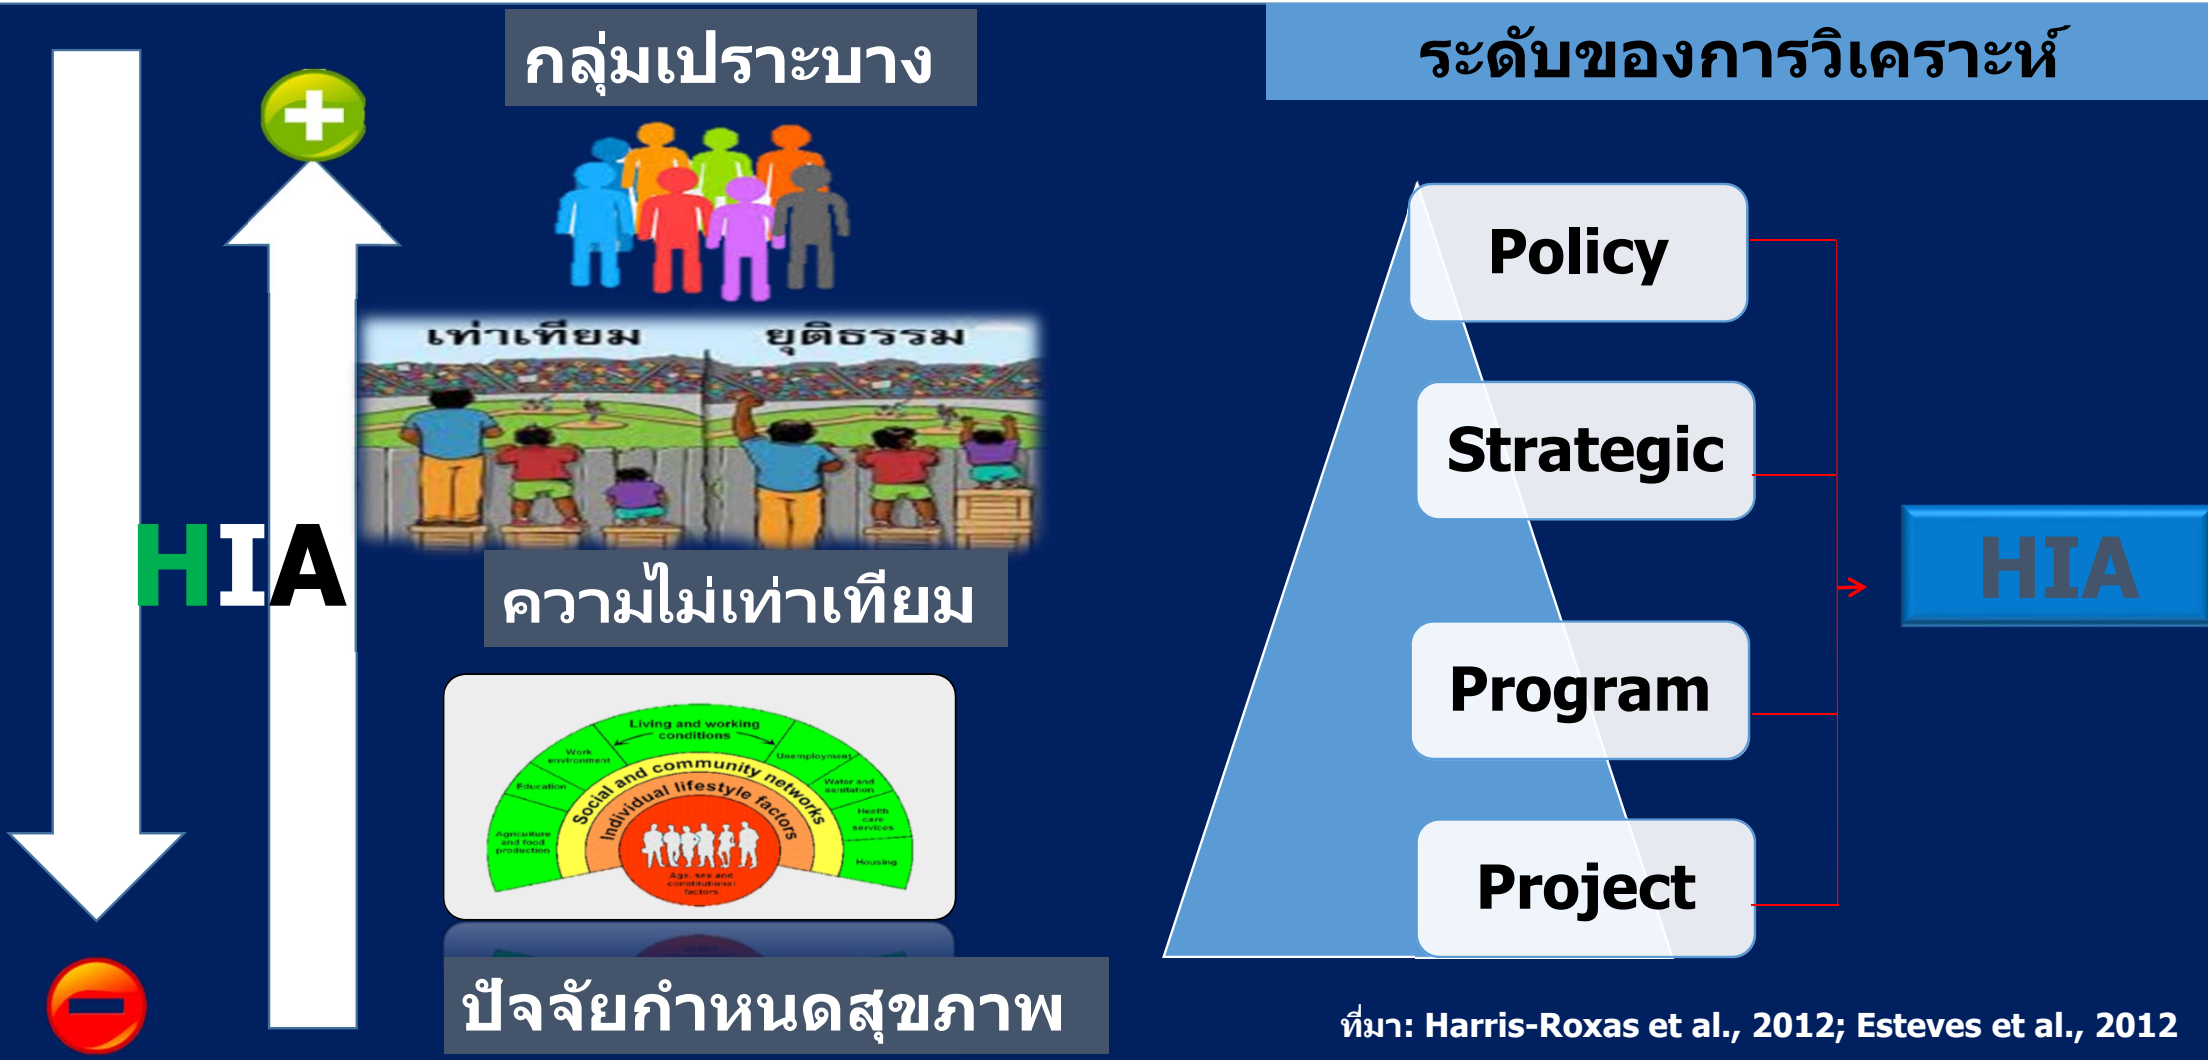 กลุ่มเปราะบาง
ระดับของการวิเคราะห์
เท่าเทียม
ยุติธรรม
HIA
ความไม่เท่าเทียม
Living and working
conditions
Work
environment
Unemployment
Education
Water and
sanitation
Social and community networks
Individual lifestyle factors
Health
care
services
Agriculture
and food
production
Housing
Age, sex and
constitutional
factors
ปัจจัยกำหนดสุขภาพ
Policy
Strategic
Program
Project
HIA
ที่มา: Harris-Roxas et al., 2012; Esteves et al., 2012